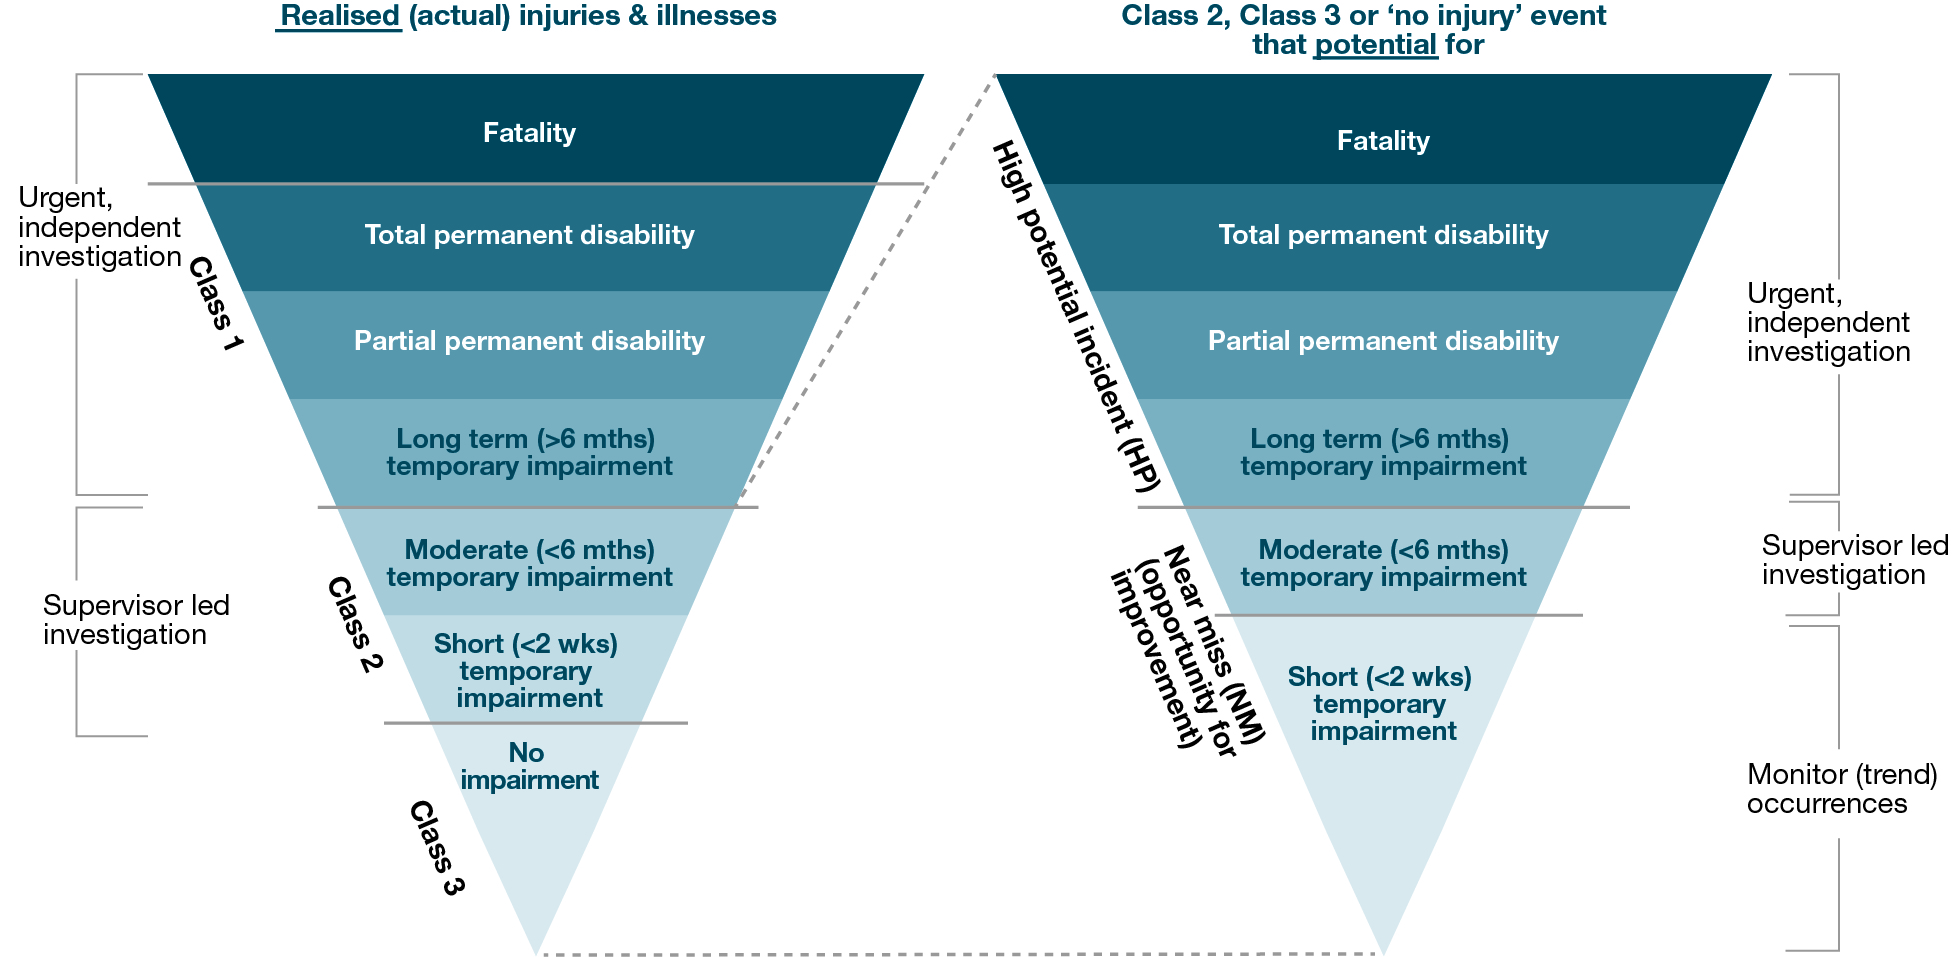 Realised (actual) injuries & illnesses
Urgent,
independent
investigation
Supervisor led
investigation
Class 1
Class 2
Class 3
Fatality
Total permanent disability
Partial permanent disability
Long term (>6 mths)
temporary impairment
Moderate (<6 mths)
temporary impairment
Short (<2 wks)
temporary
impairment
No
impairment
Class 2, Class 3 or ‘no injury’ event
that potential for
High potential incident (HP)
Near miss (NM)
(opportunity for
improvement)
Fatality
Total permanent disability
Partial permanent disability
Long term (>6 mths)
temporary impairment
Moderate (<6 mths)
temporary impairment
Short (<2 wks)
temporary
impairment
Urgent,
independent
investigation
Supervisor led
investigation
Monitor (trend)
occurrences